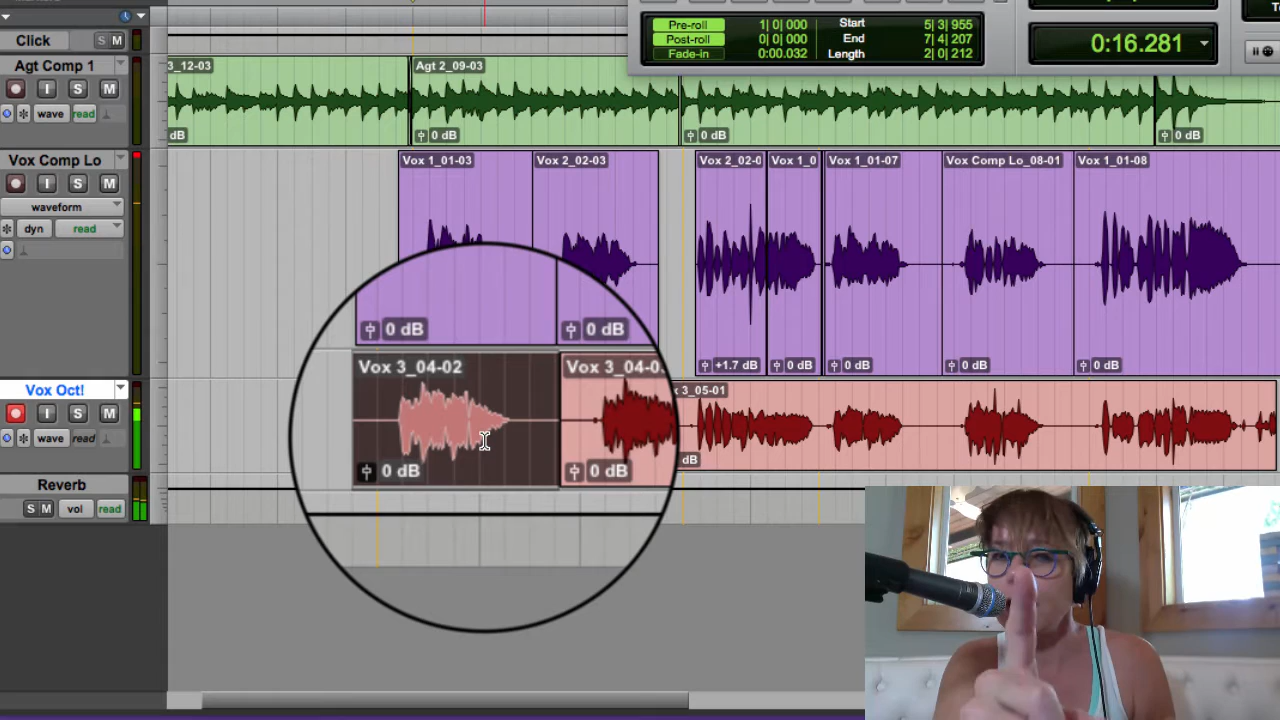 Pre-roll 1| 0| 000 Start 5| 3| 955
Post-roll 0| 0| 000 End 7| 4| 207
Fade-in 0:00.032 Length 2| 0| 212
0:16.281
Click S M
Agt Comp 1
I S M
wave read
3_12-03
dB
Agt 2_09-03
0 dB
0 dB
0 dB
Vox Comp Lo
I S M
waveform
dyn read
Vox 1_01-03
Vox 2_02-03
Vox 2_02-0
Vox 1_0
Vox 1_01-07
Vox Comp Lo_08-01
Vox 1_01-08
0 dB
0 dB
+1.7 dB
0 dB
0 dB
0 dB
0 dB
Vox Oct!
I S M
wave read
Vox 3_04-02
Vox 3_04-0
x 3_05-01
0 dB
0 dB
dB
Reverb
S M vol read